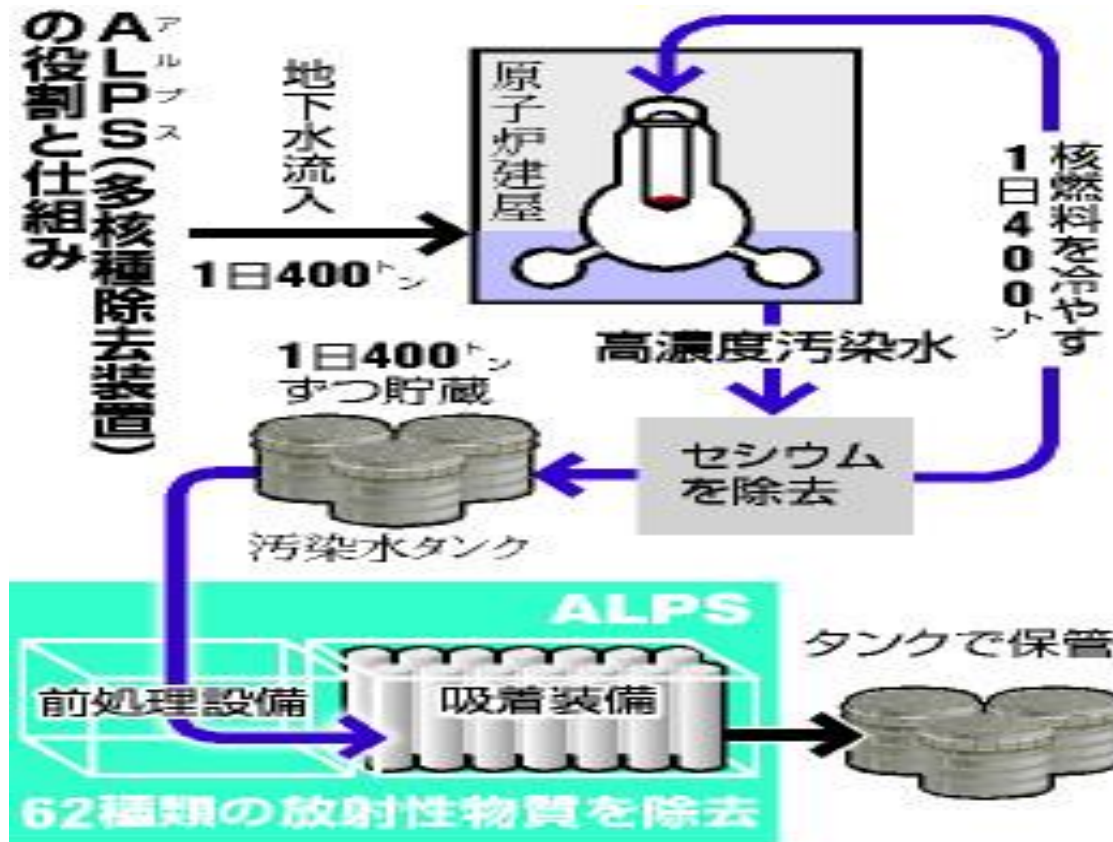 ALPS(多核種除去装置)
アルプス
の役割と仕組み
地下水流入
1日400トン
原子炉建屋
核燃料を冷やす
1日400トン
高濃度汚染水
セシウム
を除去
1日400トン
ずつ貯蔵
汚染水タンク
ALPS
前処理設備
吸着装備
62種類の放射性物質を除去
タンクで保管